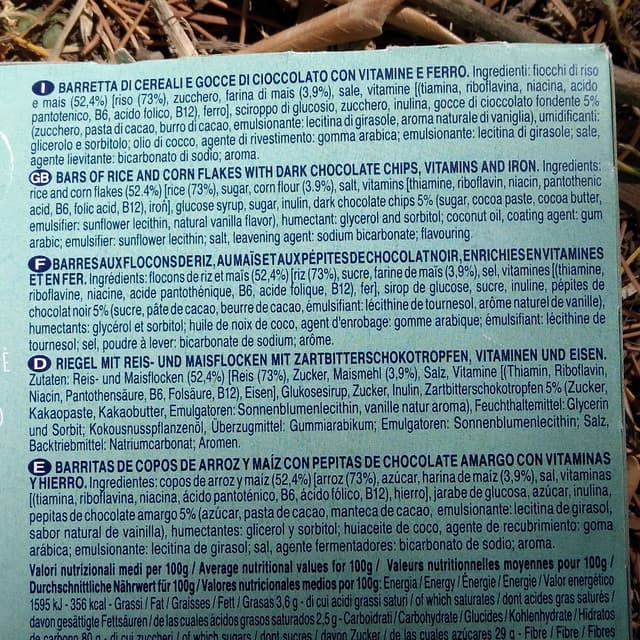 I BARRETTA DI CEREALI E GOCCE DI CIOCCOLATO CON VITAMINE E FERRO. Ingredienti: fiocchi di riso
e mais (52,4%) [riso (73%), zucchero, farina di mais (3,9%), sale, vitamine [(tiamina, riboflavina, niacina, acido
pantotenico, B6, acido folico, B12), ferro], sciroppo di glucosio, zucchero, inulina, gocce di cioccolato fondente 5%
(zucchero, pasta di cacao, burro di cacao, emulsionante: lecitina di girasole, aroma naturale di vaniglia), umidificanti:
glicerolo e sorbitolo; olio di cocco, agente di rivestimento: gomma arabica; emulsionante: lecitina di girasole; sale,
agente lievitante: bicarbonato di sodio; aroma.
GB BARS OF RICE AND CORN FLAKES WITH DARK CHOCOLATE CHIPS, VITAMINS AND IRON. Ingredients:
rice and corn flakes (52.4%) [rice (73%), sugar, corn flour (3.9%), salt, vitamins [thiamine, riboflavin, niacin, pantothenic
acid, B6, folic acid, B12), iron], glucose syrup, sugar, inulin, dark chocolate chips 5% (sugar, cocoa paste, cocoa butter,
emulsifier: sunflower lecithin, natural vanilla flavor), humectant: glycerol and sorbitol; coconut oil, coating agent: gum
arabic; emulsifier: sunflower lecithin; salt, leavening agent: sodium bicarbonate; flavouring.
F BARRES AUX FLOCONS DE RIZ, AU MAÏS ET AUX PÉPITES DE CHOCOLAT NOIR, ENRICHIES EN VITAMINES
ET EN FER. Ingrédients: flocons de riz et maïs (52,4%) [riz (73%), sucre, farine de maïs (3,9%), sel, vitamines [(thiamine,
riboflavine, niacine, acide pantothénique, B6, acide folique, B12), fer], sirop de glucose, sucre, inuline, pépites de
chocolat noir 5% (sucre, pâte de cacao, beurre de cacao, émulsifiant: lécithine de tournesol, arôme naturel de vanille),
humectants: glycérol et sorbitol; huile de noix de coco, agent d'enrobage: gomme arabique; émulsifiant: lécithine de
tournesol; sel, poudre à lever: bicarbonate de sodium; arôme.
D RIEGEL MIT REIS- UND MAISFLOCKEN MIT ZARTBITTERSCHOKOTROPFEN, VITAMINEN UND EISEN.
Zutaten: Reis- und Maisflocken (52,4%) [Reis (73%), Zucker, Maismehl (3,9%), Salz, Vitamine [(Thiamin, Riboflavin,
Niacin, Pantothensäure, B6, Folsäure, B12), Eisen], Glukosesirup, Zucker, Inulin, Zartbitterschokotropfen 5% (Zucker,
Kakaopaste, Kakaobutter, Emulgatoren: Sonnenblumenlecithin, vanille natur aroma), Feuchthaltemittel: Glycerin
und Sorbit; Kokousnusspflanzenöl, Überzugmittel: Gummiarabikum; Emulgatoren: Sonnenblumenlecithin; Salz,
Backtriebmittel: Natriumcarbonat; Aromen.
E BARRITAS DE COPOS DE ARROZ Y MAÍZ CON PEPITAS DE CHOCOLATE AMARGO CON VITAMINAS
Y HIERRO. Ingredientes: copos de arroz y maíz (52,4%) [arroz (73%), azúcar, harina de maíz (3,9%), sal, vitaminas
[(tiamina, riboflavina, niacina, ácido pantoténico, B6, ácido fólico, B12), hierro], jarabe de glucosa, azúcar, inulina,
pepitas de chocolate amargo 5% (azúcar, pasta de cacao, manteca de cacao, emulsionante: lecitina de girasol,
sabor natural de vainilla), humectantes: glicerol y sorbitol; huiaceite de coco, agente de recubrimiento: goma
arábica; emulsionante: lecitina de girasol; sal, agente fermentadores: bicarbonato de sodio; aroma.
Valori nutrizionali medi per 100g / Average nutritional values for 100g / Valeurs nutritionnelles moyennes pour 100g:/
Durchschnittliche Nährwert für 100g:/ Valores nutricionales medios por 100g: Energia / Energy / Énergie / Energie / Valor energético
1595 kJ - 356 kcal - Grassi / Fat / Graisses / Fett / Grasas 3,6 g - di cui acidi grassi saturi / of which saturates / dont acides gras saturés /
davon gesättigte Fettsäuren / de las cuales ácidos grasos saturados 2,5 g - Carboidrati / Carbohydrate / Glucides / Kohlenhydrate / Hidratos
de carbono 80 g - di cui zuccheri / of which sugars / dont sucres / davon Zucker / de las cuales azúcares 29 g - Fibre / Fibre / Fibres